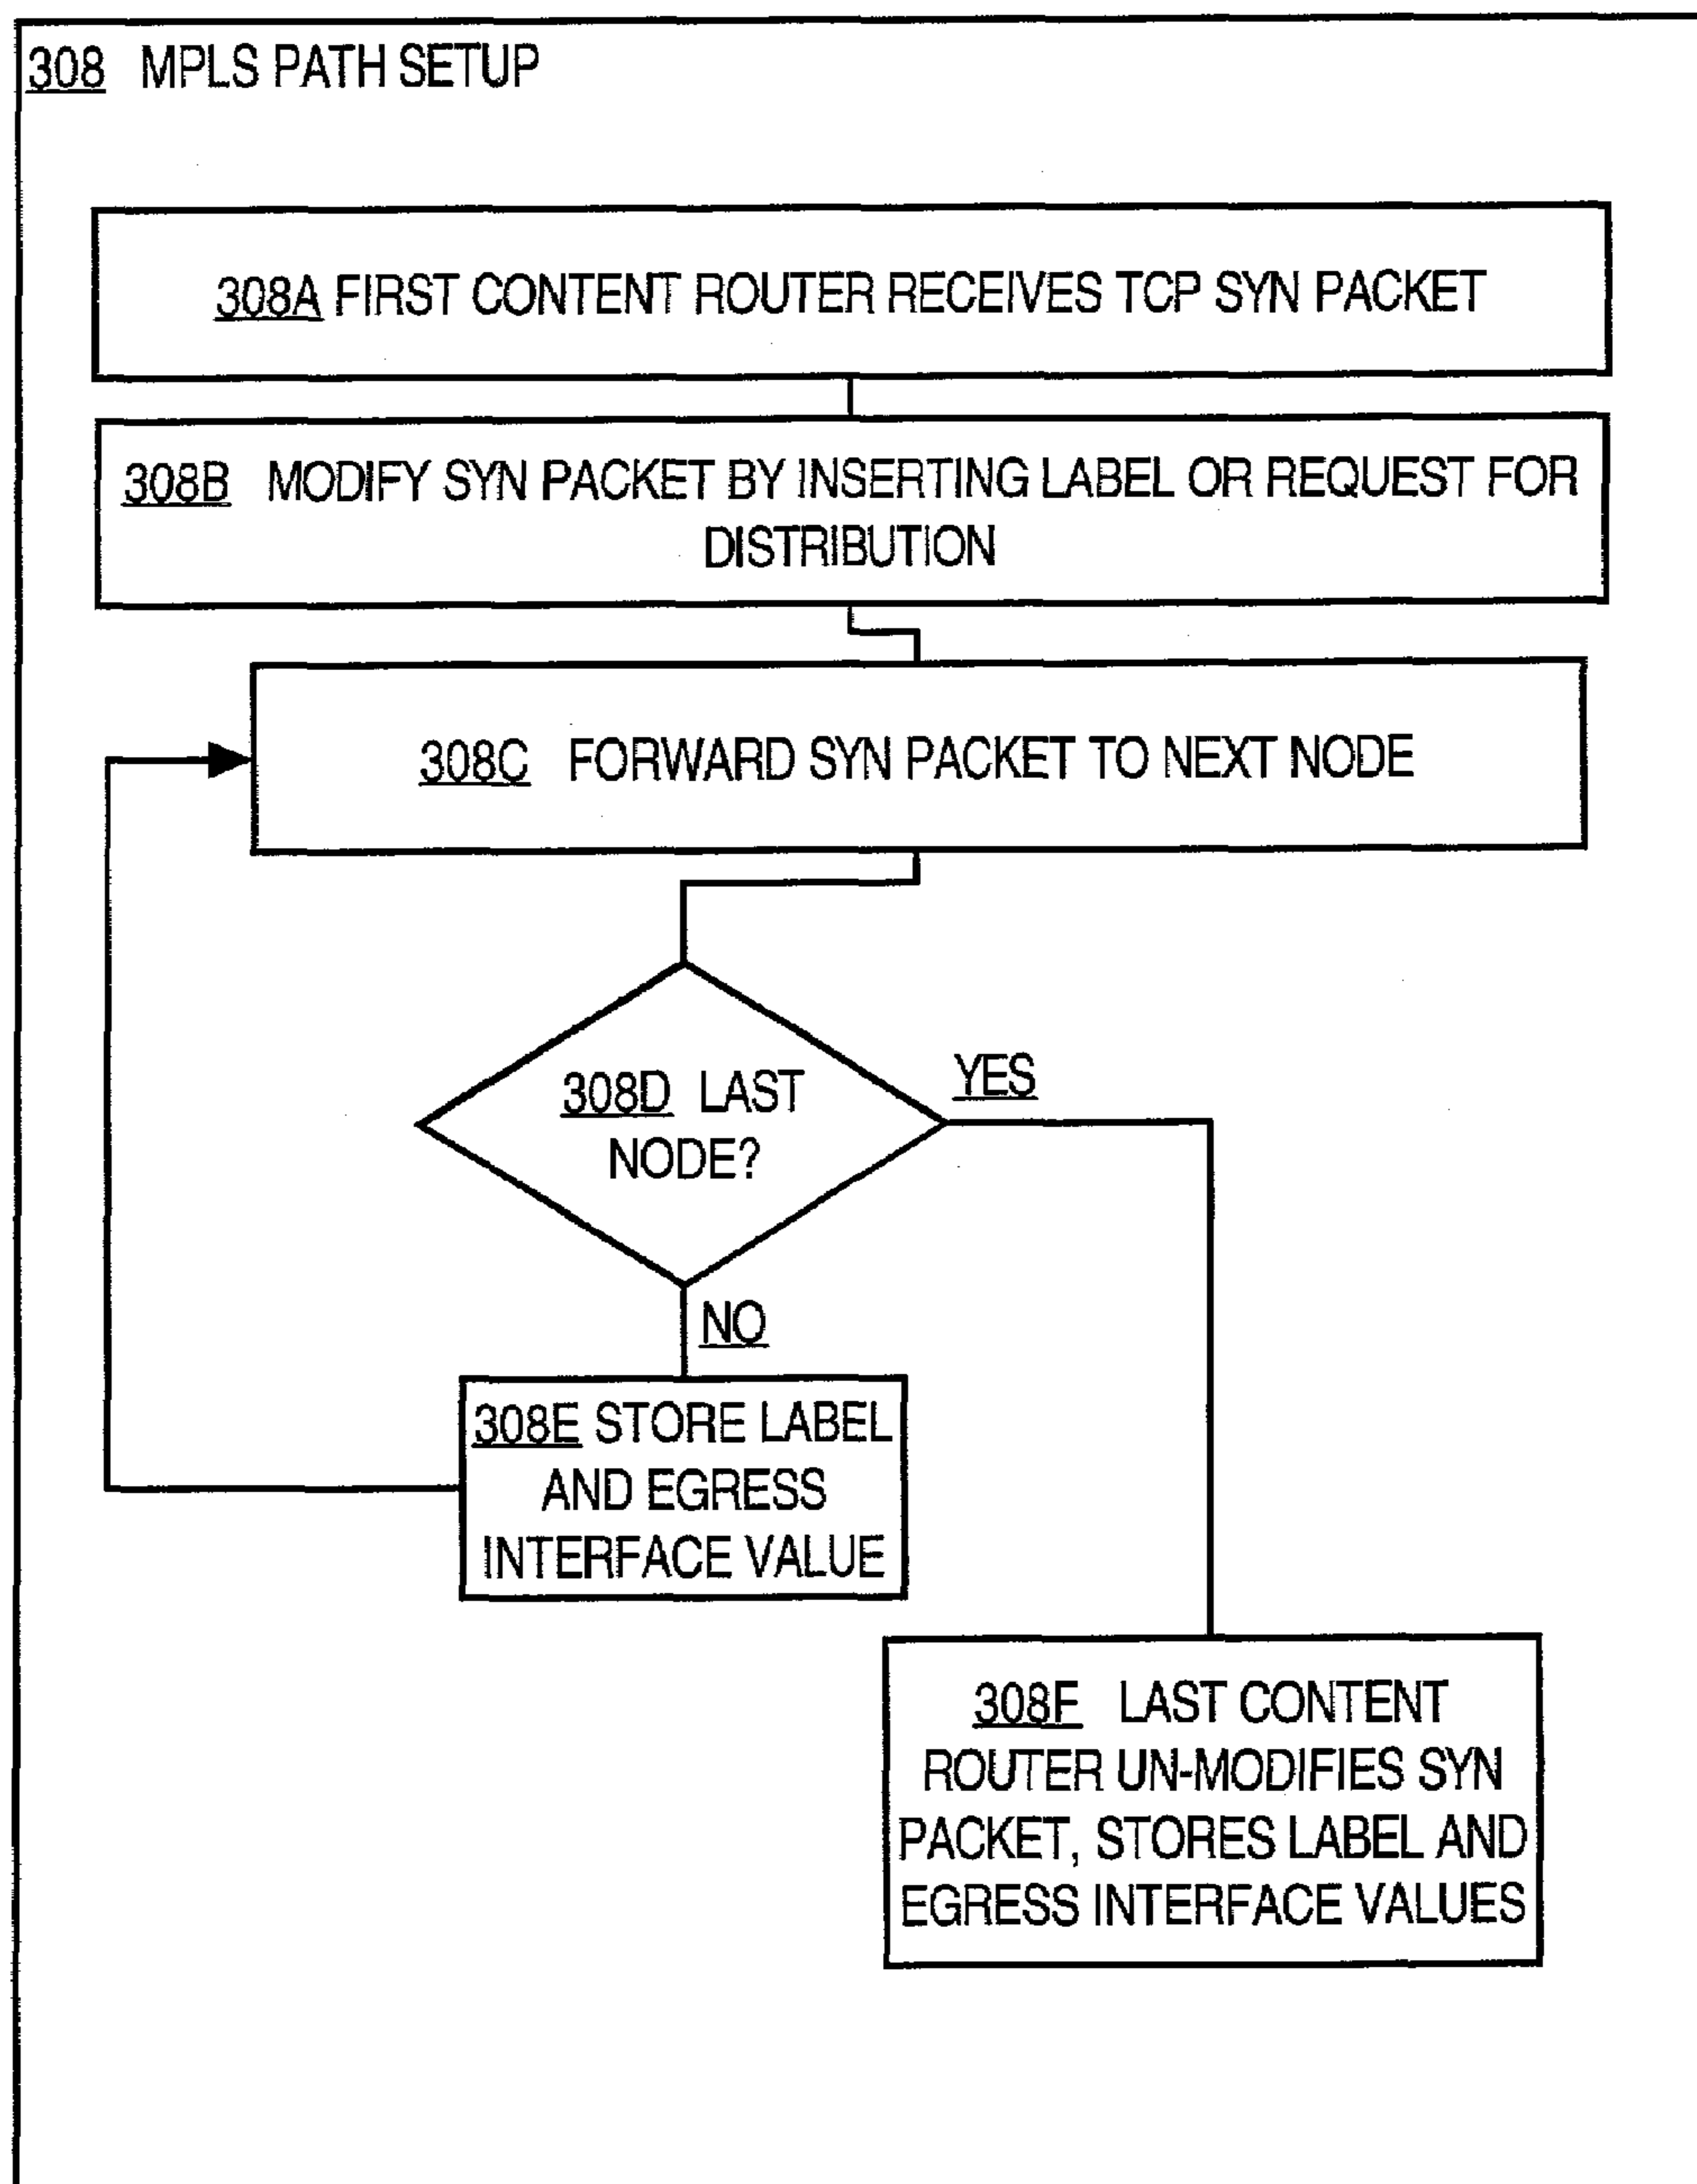 308 MPLS PATH SETUP
308A FIRST CONTENT ROUTER RECEIVES TCP SYN PACKET
308B MODIFY SYN PACKET BY INSERTING LABEL OR REQUEST FOR
DISTRIBUTION
308C FORWARD SYN PACKET TO NEXT NODE
308D LAST
NODE?
YES
NO
308E STORE LABEL
AND EGRESS
INTERFACE VALUE
308F LAST CONTENT
ROUTER UN-MODIFIES SYN
PACKET, STORES LABEL AND
EGRESS INTERFACE VALUES